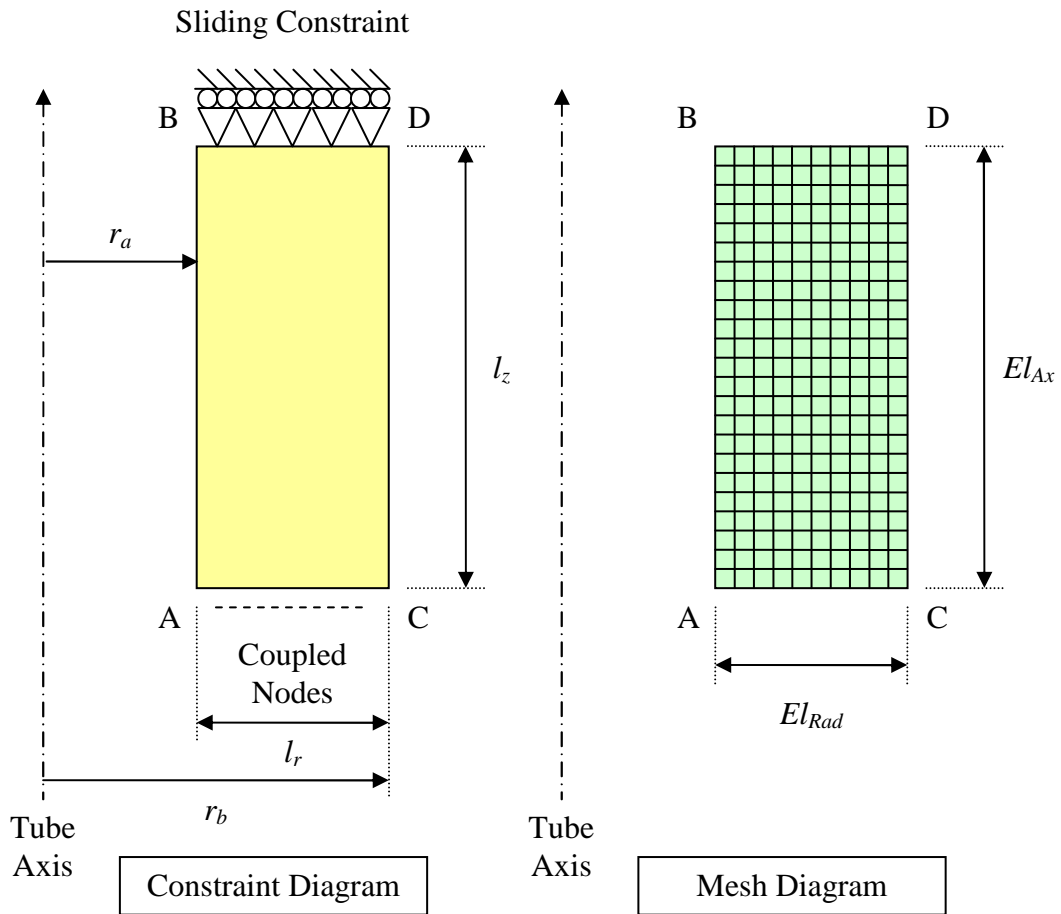 Sliding Constraint
B
D
r_a
l_z
A
C
Coupled
Nodes
l_r
r_b
Tube
Axis
Constraint Diagram
B
D
El_Ax
A
C
El_Rad
Tube
Axis
Mesh Diagram